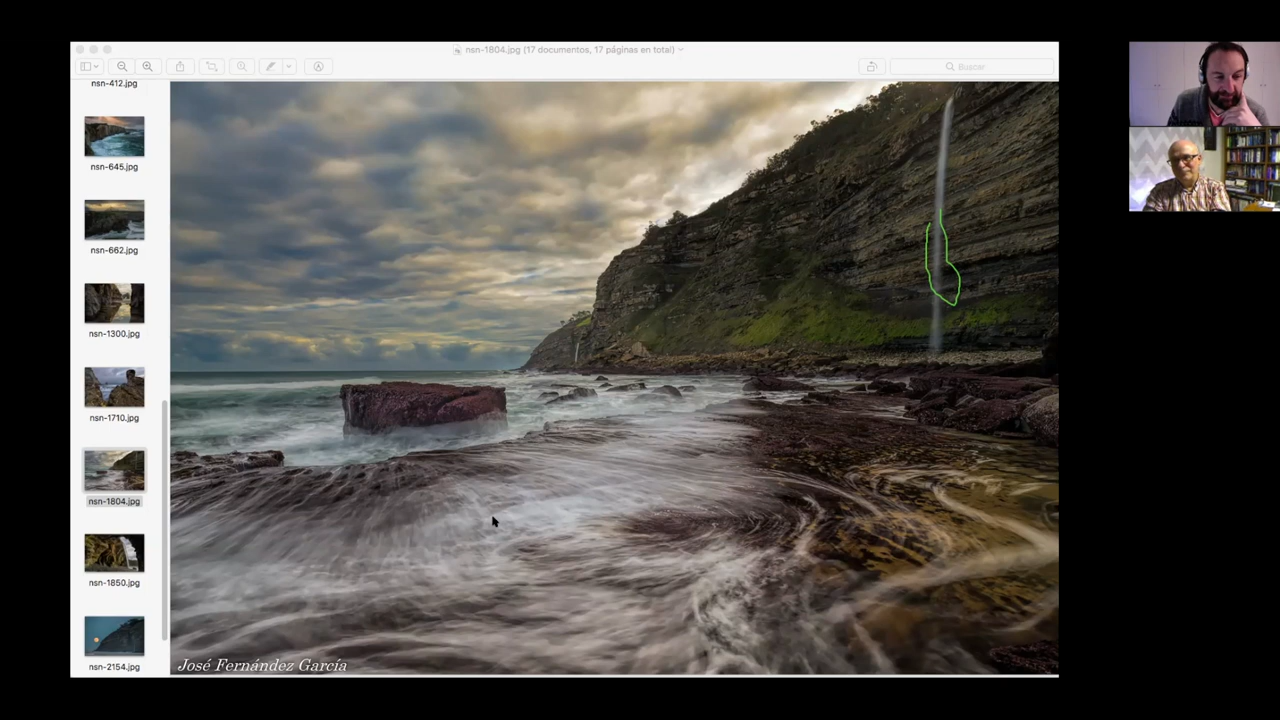 nsn-1804.jpg (17 documentos, 17 páginas en total)
Buscar
nsn-412.jpg
nsn-645.jpg
nsn-662.jpg
nsn-1300.jpg
nsn-1710.jpg
nsn-1804.jpg
nsn-1850.jpg
nsn-2154.jpg
José Fernández García